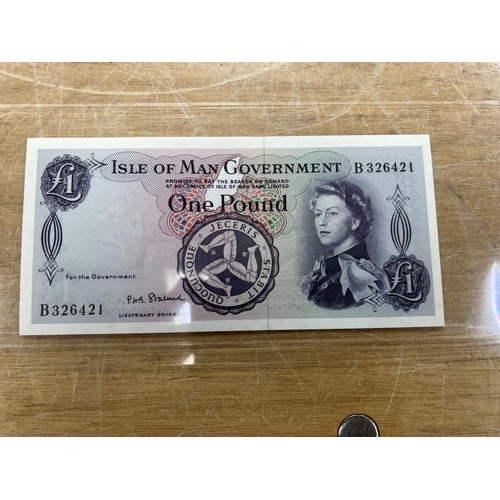 ISLE OF MAN GOVERNMENT B 326421
PROMISE TO PAY THE BEARER ON DEMAND
AT ANY OFFICE OF ISLE OF MAN BANK LIMITED
One Pound
£1
QUOCUNQUE JECERIS STABIT
For the Government.
£1
B 326421
LIEUTENANT GOVERN